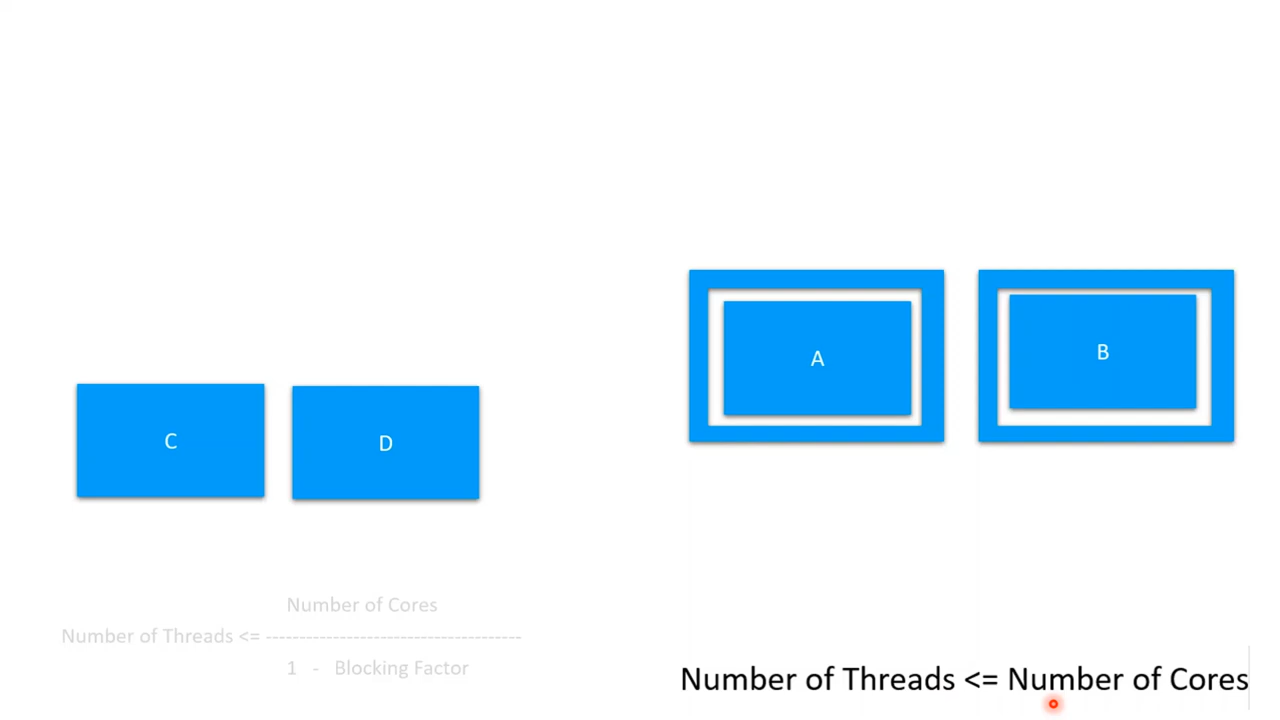 A
B
C
D
Number of Cores
Number of Threads <= --------------------------------------
1 - Blocking Factor
Number of Threads <= Number of Cores